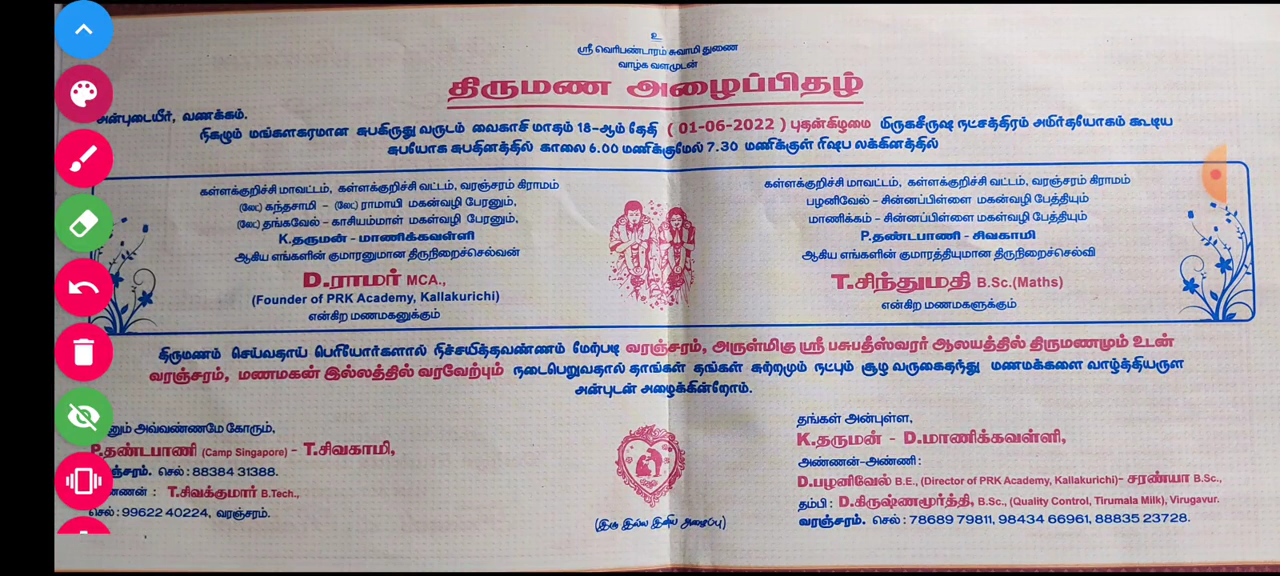 உ
ஸ்ரீ வெரிபண்டாரம் சுவாமி துணை
வாழ்க வளமுடன்
திருமண அழைப்பிதழ்
அன்புடையீர், வணக்கம்.
நிகழும் மங்களகரமான சுபகிருது வருடம் வைகாசி மாதம் 18-ஆம் தேதி ( 01-06-2022 ) புதன்கிழமை மிருகசீருஷ நட்சத்திரம் அமிர்தயோகம் கூடிய
சுபயோக சுபதினத்தில் காலை 6.00 மணிக்குமேல் 7.30 மணிக்குள் ரிஷப லக்கினத்தில்
கள்ளக்குறிச்சி மாவட்டம், கள்ளக்குறிச்சி வட்டம், வரஞ்சரம் கிராமம்
(லேட்) கந்தசாமி - (லேட்) ராமாயி மகன்வழி பேரனும்,
(லேட்) தங்கவேல் - காசியம்மாள் மகள்வழி பேரனும்,
K.தருமன் - மாணிக்கவள்ளி
ஆகிய எங்களின் குமாரனுமான திருநிறைச்செல்வன்
D.ராமர் MCA.,
(Founder of PRK Academy, Kallakurichi)
என்கிற மணமகனுக்கும்
கள்ளக்குறிச்சி மாவட்டம், கள்ளக்குறிச்சி வட்டம், வரஞ்சரம் கிராமம்
பழனிவேல் - சின்னப்பிள்ளை மகன்வழி பேத்தியும்
மாணிக்கம் - சின்னப்பிள்ளை மகள்வழி பேத்தியும்
P.தண்டபாணி - சிவகாமி
ஆகிய எங்களின் குமாரத்தியுமான திருநிறைசெல்வி
T.சிந்துமதி B.Sc.(Maths)
என்கிற மணமகளுக்கும்
திருமணம் செய்வதாய் பெரியோர்களால் நிச்சயித்தவண்ணம் மேற்படி வரஞ்சரம், அருள்மிகு ஸ்ரீ பசுபதீஸ்வரர் ஆலயத்தில் திருமணமும் உடன்
வரஞ்சரம், மணமகன் இல்லத்தில் வரவேற்பும் நடைபெறுவதால் தாங்கள் தங்கள் சுற்றமும் நட்பும் சூழ வருகைதந்து மணமக்களை வாழ்த்தியருள
அன்புடன் அழைக்கின்றோம்.
அவ்வண்ணமே கோரும்,
P.தண்டபாணி (Camp Singapore) - T.சிவகாமி,
செல் : 88384 31388.
T.சிவக்குமார் B.Tech.,
செல் : 99622 40224, வரஞ்சரம்.
(இரு இல்ல இனிய அழைப்பு)
தங்கள் அன்புள்ள,
K.தருமன் - D.மாணிக்கவள்ளி,
அண்ணன்-அண்ணி :
D.பழனிவேல் B.E., (Director of PRK Academy, Kallakurichi)- சரண்யா B.Sc.,
தம்பி : D.கிருஷ்ணமூர்த்தி, B.Sc., (Quality Control, Tirumala Milk), Virugavur.
வரஞ்சரம். செல் : 78689 79811, 98434 66961, 88835 23728.